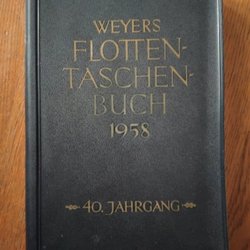 WEYERS
FLOTTEN-
TASCHEN-
BUCH
1958
40. JAHRGANG